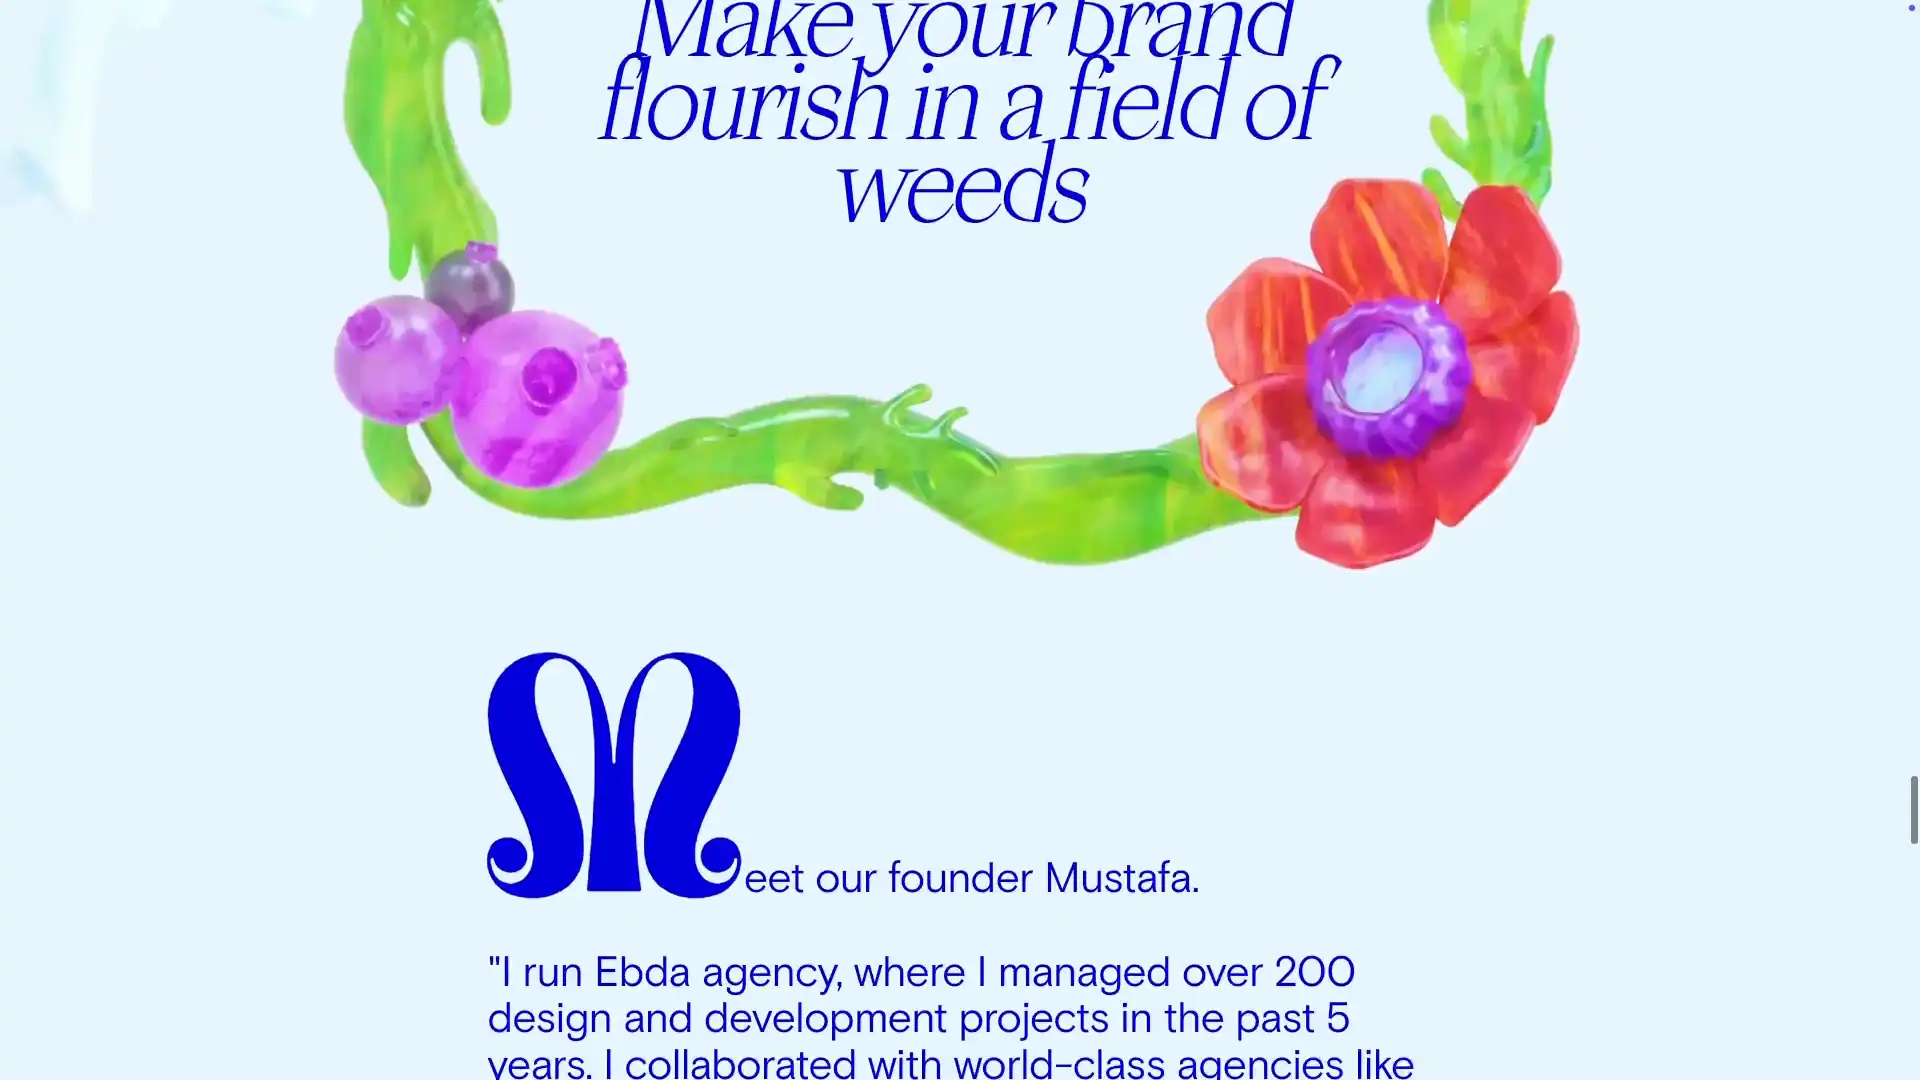 Make your brand
flourish in a field of
weeds
Meet our founder Mustafa.
"I run Ebda agency, where I managed over 200
design and development projects in the past 5
years. I collaborated with world-class agencies like